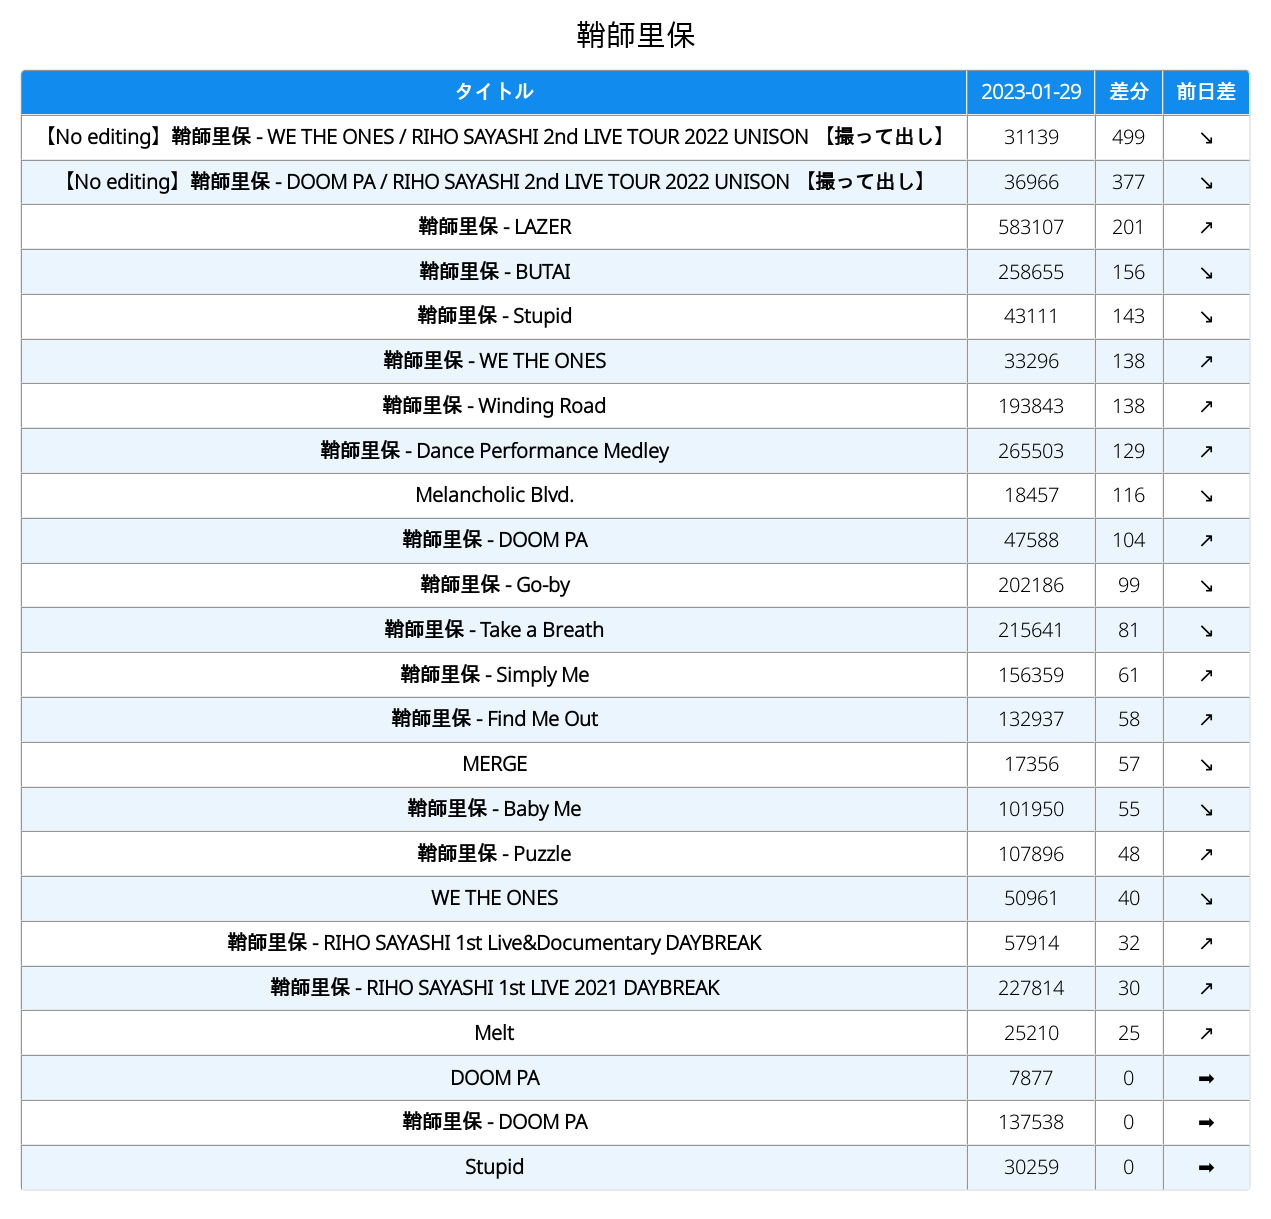 鞘師里保
タイトル 2023-01-29 差分 前日差
【No editing】鞘師里保 - WE THE ONES / RIHO SAYASHI 2nd LIVE TOUR 2022 UNISON 【撮って出し】 31139 499 ↘
【No editing】鞘師里保 - DOOM PA / RIHO SAYASHI 2nd LIVE TOUR 2022 UNISON 【撮って出し】 36966 377 ↘
鞘師里保 - LAZER 583107 201 ↗
鞘師里保 - BUTAI 258655 156 ↘
鞘師里保 - Stupid 43111 143 ↘
鞘師里保 - WE THE ONES 33296 138 ↗
鞘師里保 - Winding Road 193843 138 ↗
鞘師里保 - Dance Performance Medley 265503 129 ↗
Melancholic Blvd. 18457 116 ↘
鞘師里保 - DOOM PA 47588 104 ↗
鞘師里保 - Go-by 202186 99 ↘
鞘師里保 - Take a Breath 215641 81 ↘
鞘師里保 - Simply Me 156359 61 ↗
鞘師里保 - Find Me Out 132937 58 ↗
MERGE 17356 57 ↘
鞘師里保 - Baby Me 101950 55 ↘
鞘師里保 - Puzzle 107896 48 ↗
WE THE ONES 50961 40 ↘
鞘師里保 - RIHO SAYASHI 1st Live&Documentary DAYBREAK 57914 32 ↗
鞘師里保 - RIHO SAYASHI 1st LIVE 2021 DAYBREAK 227814 30 ↗
Melt 25210 25 ↗
DOOM PA 7877 0 ➡
鞘師里保 - DOOM PA 137538 0 ➡
Stupid 30259 0 ➡